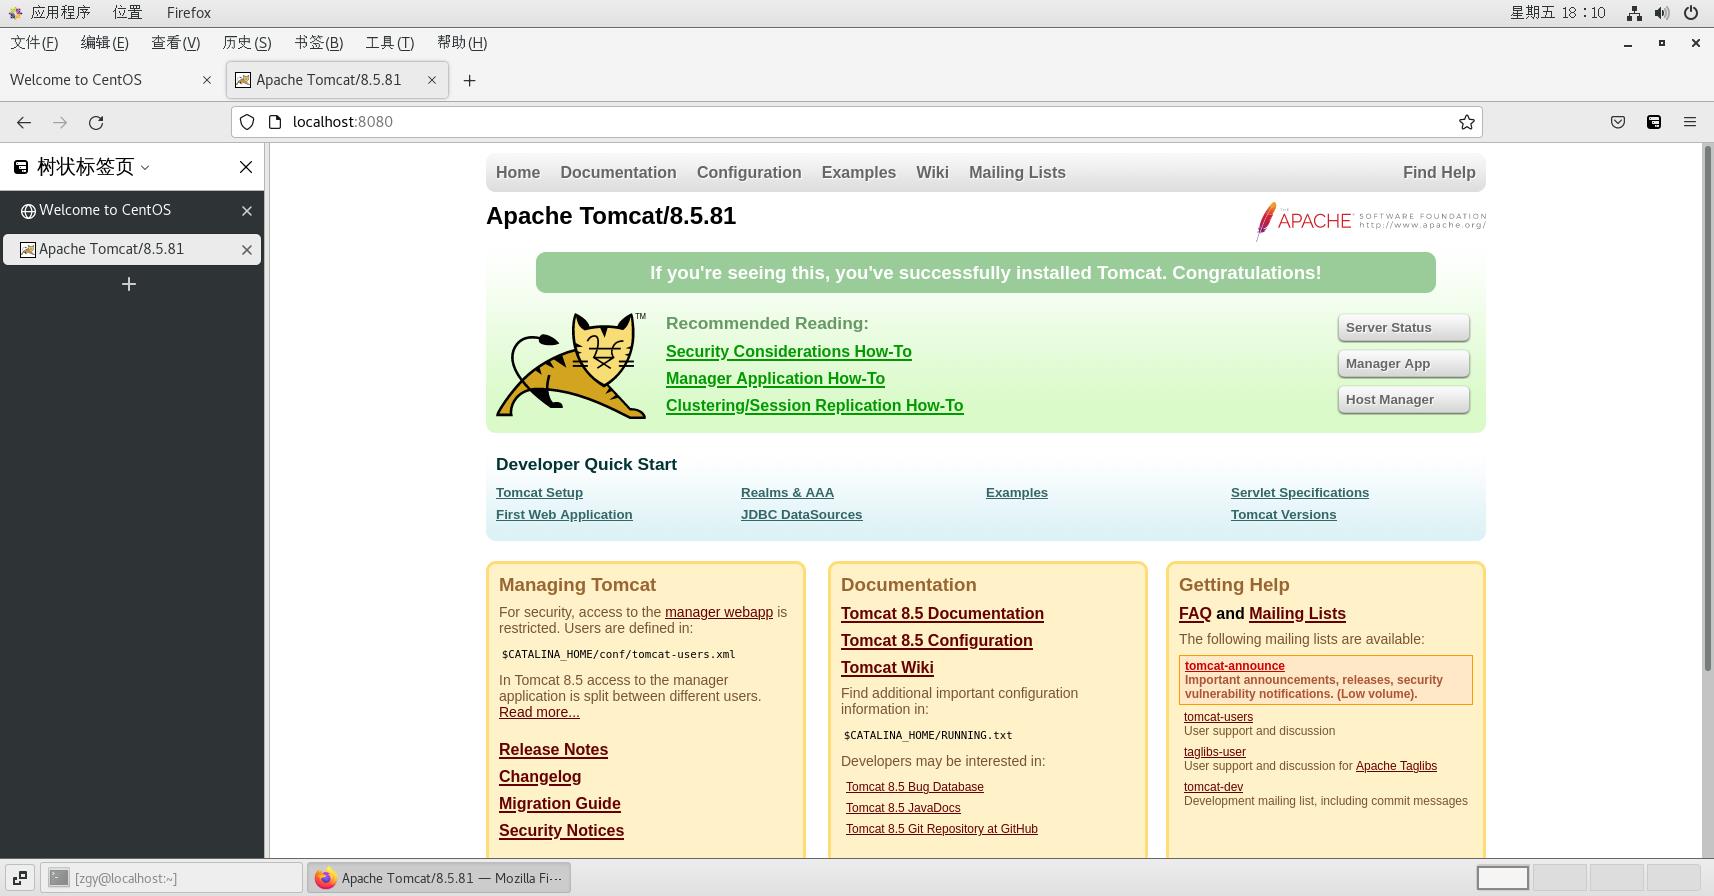 应用程序 位置 Firefox 星期五 18：10
文件(F) 编辑(E) 查看(V) 历史(S) 书签(B) 工具(T) 帮助(H)
Welcome to CentOS Apache Tomcat/8.5.81
localhost:8080
树状标签页
Welcome to CentOS
Apache Tomcat/8.5.81
Home Documentation Configuration Examples Wiki Mailing Lists Find Help
Apache Tomcat/8.5.81
THE APACHE SOFTWARE FOUNDATION
http://www.apache.org/
If you're seeing this, you've successfully installed Tomcat. Congratulations!
TM
Recommended Reading:
Security Considerations How-To
Manager Application How-To
Clustering/Session Replication How-To
Server Status
Manager App
Host Manager
Developer Quick Start
Tomcat Setup
First Web Application
Realms & AAA
JDBC DataSources
Examples
Servlet Specifications
Tomcat Versions
Managing Tomcat
For security, access to the manager webapp is
restricted. Users are defined in:
$CATALINA_HOME/conf/tomcat-users.xml
In Tomcat 8.5 access to the manager
application is split between different users.
Read more...
Release Notes
Changelog
Migration Guide
Security Notices
Documentation
Tomcat 8.5 Documentation
Tomcat 8.5 Configuration
Tomcat Wiki
Find additional important configuration
information in:
$CATALINA_HOME/RUNNING.txt
Developers may be interested in:
Tomcat 8.5 Bug Database
Tomcat 8.5 JavaDocs
Tomcat 8.5 Git Repository at GitHub
Getting Help
FAQ and Mailing Lists
The following mailing lists are available:
tomcat-announce
Important announcements, releases, security
vulnerability notifications. (Low volume).
tomcat-users
User support and discussion
taglibs-user
User support and discussion for Apache Taglibs
tomcat-dev
Development mailing list, including commit messages
[zgy@localhost:~] Apache Tomcat/8.5.81 — Mozilla Fi···